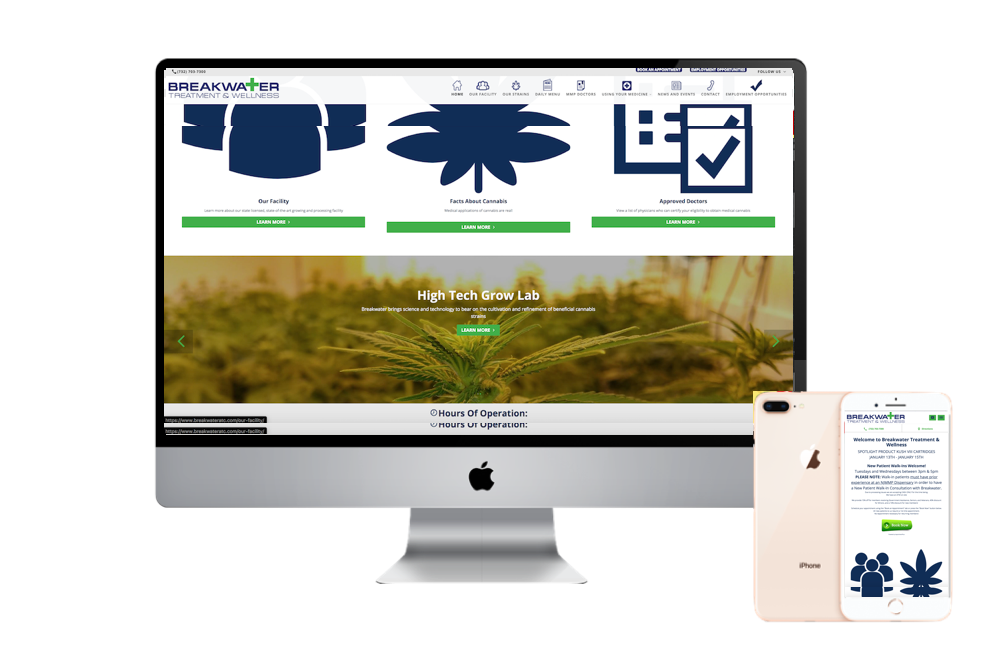 (732) 703 7300
BOOK AN APPOINTMENT
EMPLOYMENT OPPORTUNITIES
FOLLOW US
BREAKWATER
TREATMENT & WELLNESS
HOME
OUR FACILITY
OUR STRAINS
DAILY MENU
MMP DOCTORS
USING YOUR MEDICINE
NEWS AND EVENTS
CONTACT
EMPLOYMENT OPPORTUNITIES
Our Facility
Facts About Cannabis
Approved Doctors
Learn more about our state-licensed, state-of-the-art growing and processing facility
Medical applications of cannabis are real!
View a list of physicians who can certify your eligibility to obtain medical cannabis
LEARN MORE ›
LEARN MORE ›
LEARN MORE ›
High Tech Grow Lab
Breakwater brings science and technology to bear on the cultivation and refinement of beneficial cannabis
strains
LEARN MORE ›
Hours Of Operation:
https://www.breakwateratc.com/our-facility/
Hours Of Operation:
https://www.breakwateratc.com/our-facility/
BREAKWATER
TREATMENT & WELLNESS
Welcome to Breakwater Treatment &
Wellness
SPOTLIGHT PRODUCT RUSH VIII CARTRIDGES
JANUARY 13TH - JANUARY 19TH
New Patient Walk-ins Welcome!
Tuesdays and Wednesdays between 3pm & 5pm
PLEASE NOTE: Walk-in patients must have prior
experience at an NJMMP Dispensary in order to have
a New Patient Walk-In Consultation with Breakwater.
Book Now
iPhone